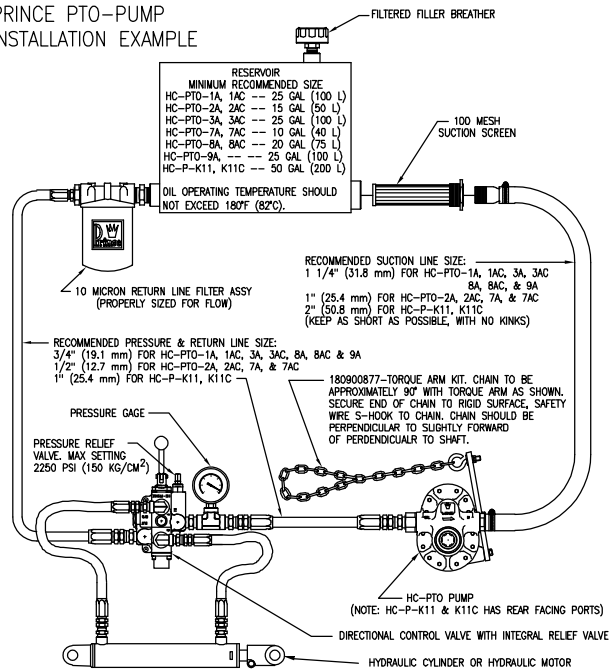 PRINCE PTO-PUMP
INSTALLATION EXAMPLE
FILTERED FILLER BREATHER
RESERVOIR
MINIMUM RECOMMENDED SIZE
HC-PTO-1A, 1AC -- 25 GAL (100 L)
HC-PTO-2A, 2AC -- 15 GAL (50 L)
HC-PTO-3A, 3AC -- 25 GAL (100 L)
HC-PTO-7A, 7AC -- 10 GAL (40 L)
HC-PTO-8A, 8AC -- 20 GAL (75 L)
HC-PTO-9A, -- -- 25 GAL (100 L)
HC-P-K11, K11C -- 50 GAL (200 L)
OIL OPERATING TEMPERATURE SHOULD
NOT EXCEED 180°F (82°C).
100 MESH
SUCTION SCREEN
Prince
10 MICRON RETURN LINE FILTER ASSY
(PROPERLY SIZED FOR FLOW)
RECOMMENDED SUCTION LINE SIZE:
1 1/4" (31.8 mm) FOR HC-PTO-1A, 1AC, 3A, 3AC
8A, 8AC, & 9A
1" (25.4 mm) FOR HC-PTO-2A, 2AC, 7A, & 7AC
2" (50.8 mm) FOR HC-P-K11, K11C
(KEEP AS SHORT AS POSSIBLE, WITH NO KINKS)
RECOMMENDED PRESSURE & RETURN LINE SIZE:
3/4" (19.1 mm) FOR HC-PTO-1A, 1AC, 3A, 3AC, 8A, 8AC & 9A
1/2" (12.7 mm) FOR HC-PTO-2A, 2AC, 7A, & 7AC
1" (25.4 mm) FOR HC-P-K11, K11C
180900877-TORQUE ARM KIT. CHAIN TO BE
APPROXIMATELY 90° WITH TORQUE ARM AS SHOWN.
SECURE END OF CHAIN TO RIGID SURFACE, SAFETY
WIRE S-HOOK TO CHAIN. CHAIN SHOULD BE
PERPENDICULAR TO SLIGHTLY FORWARD
OF PERDENDICUALR TO SHAFT.
PRESSURE GAGE
PRESSURE RELIEF
VALVE. MAX SETTING
2250 PSI (150 KG/CM²)
HC-PTO PUMP
(NOTE: HC-P-K11 & K11C HAS REAR FACING PORTS)
DIRECTIONAL CONTROL VALVE WITH INTEGRAL RELIEF VALVE
HYDRAULIC CYLINDER OR HYDRAULIC MOTOR